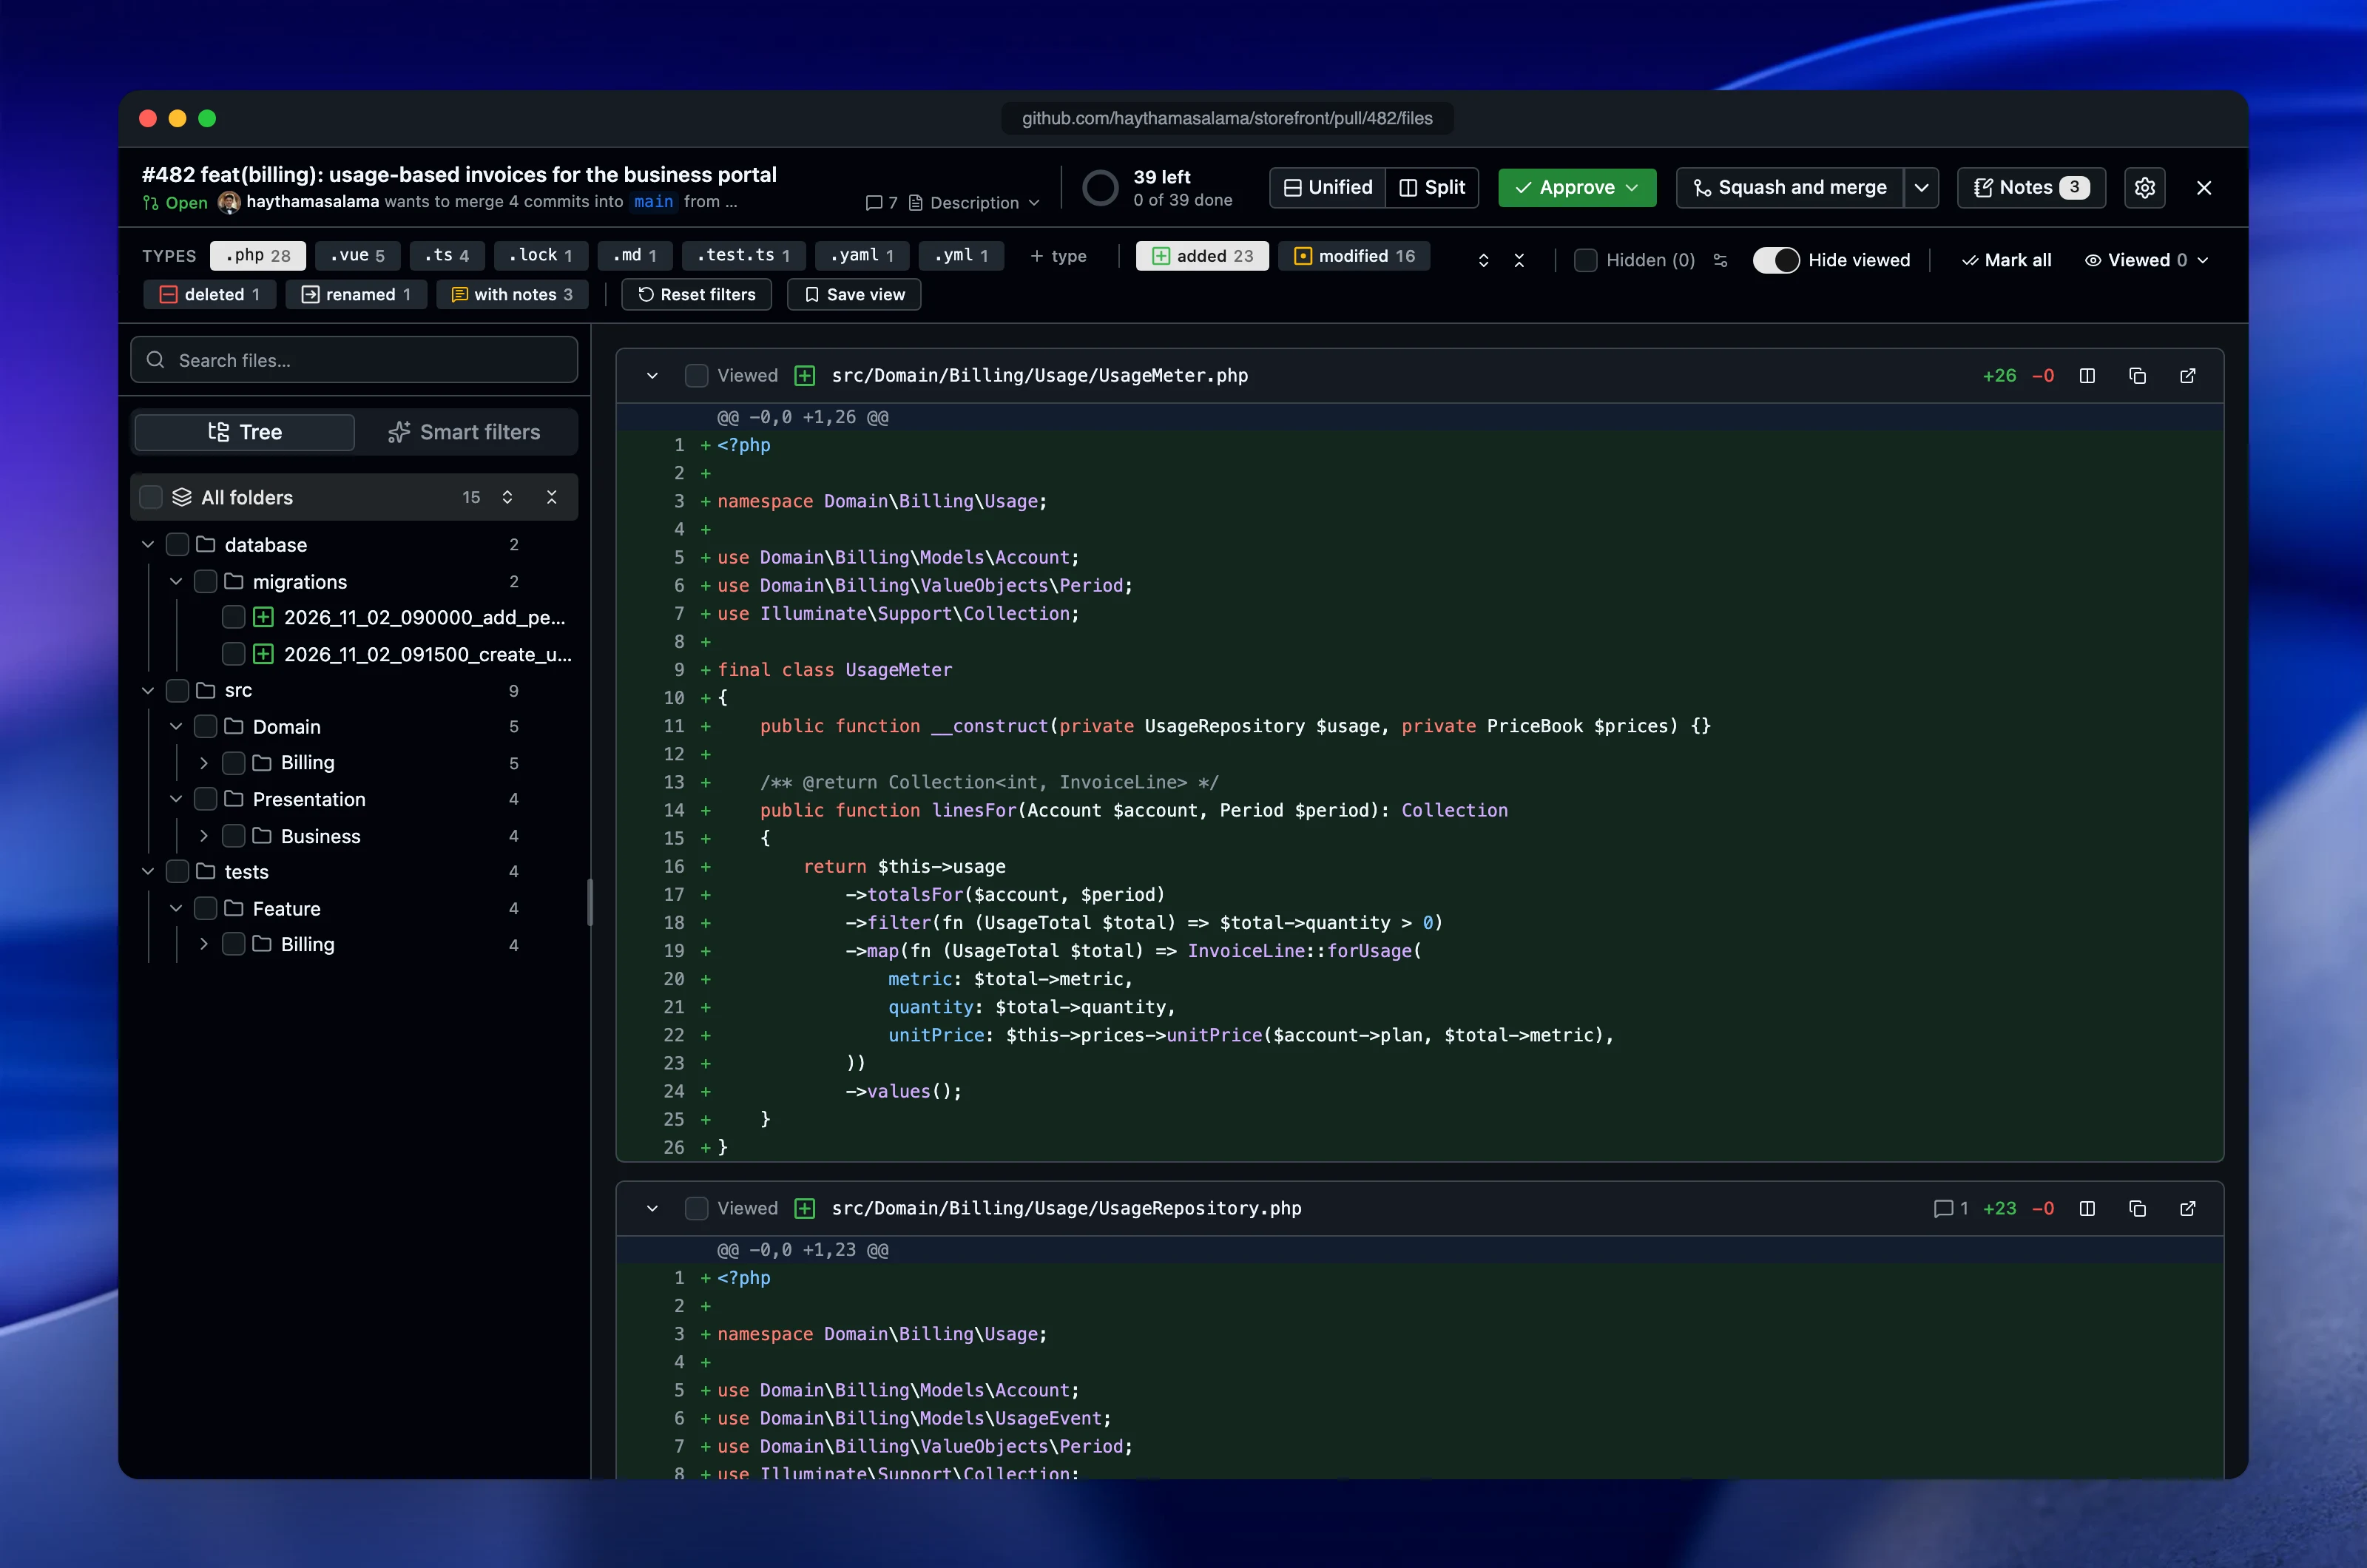 github.com/haythamasalama/storefront/pull/482/files
#482 feat(billing): usage-based invoices for the business portal
Open haythamasalama wants to merge 4 commits into main from ...
7 Description
39 left
0 of 39 done
Unified Split
Approve
Squash and merge
Notes 3
TYPES .php 28 .vue 5 .ts 4 .lock 1 .md 1 .test.ts 1 .yaml 1 .yml 1 + type
added 23 modified 16
Hidden (0) Hide viewed Mark all Viewed 0
deleted 1 renamed 1 with notes 3 Reset filters Save view
Search files...
Tree Smart filters
All folders 15
database 2
migrations 2
2026_11_02_090000_add_pe...
2026_11_02_091500_create_u...
src 9
Domain 5
Billing 5
Presentation 4
Business 4
tests 4
Feature 4
Billing 4
Viewed src/Domain/Billing/Usage/UsageMeter.php +26 −0
@@ −0,0 +1,26 @@
1 +<?php
2 +
3 +namespace Domain\Billing\Usage;
4 +
5 +use Domain\Billing\Models\Account;
6 +use Domain\Billing\ValueObjects\Period;
7 +use Illuminate\Support\Collection;
8 +
9 +final class UsageMeter
10 +{
11 +    public function __construct(private UsageRepository $usage, private PriceBook $prices) {}
12 +
13 +    /** @return Collection<int, InvoiceLine> */
14 +    public function linesFor(Account $account, Period $period): Collection
15 +    {
16 +        return $this->usage
17 +            ->totalsFor($account, $period)
18 +            ->filter(fn (UsageTotal $total) => $total->quantity > 0)
19 +            ->map(fn (UsageTotal $total) => InvoiceLine::forUsage(
20 +                metric: $total->metric,
21 +                quantity: $total->quantity,
22 +                unitPrice: $this->prices->unitPrice($account->plan, $total->metric),
23 +            ))
24 +            ->values();
25 +    }
26 +}
Viewed src/Domain/Billing/Usage/UsageRepository.php 1 +23 −0
@@ −0,0 +1,23 @@
1 +<?php
2 +
3 +namespace Domain\Billing\Usage;
4 +
5 +use Domain\Billing\Models\Account;
6 +use Domain\Billing\Models\UsageEvent;
7 +use Domain\Billing\ValueObjects\Period;
8 +use Illuminate\Support\Collection;